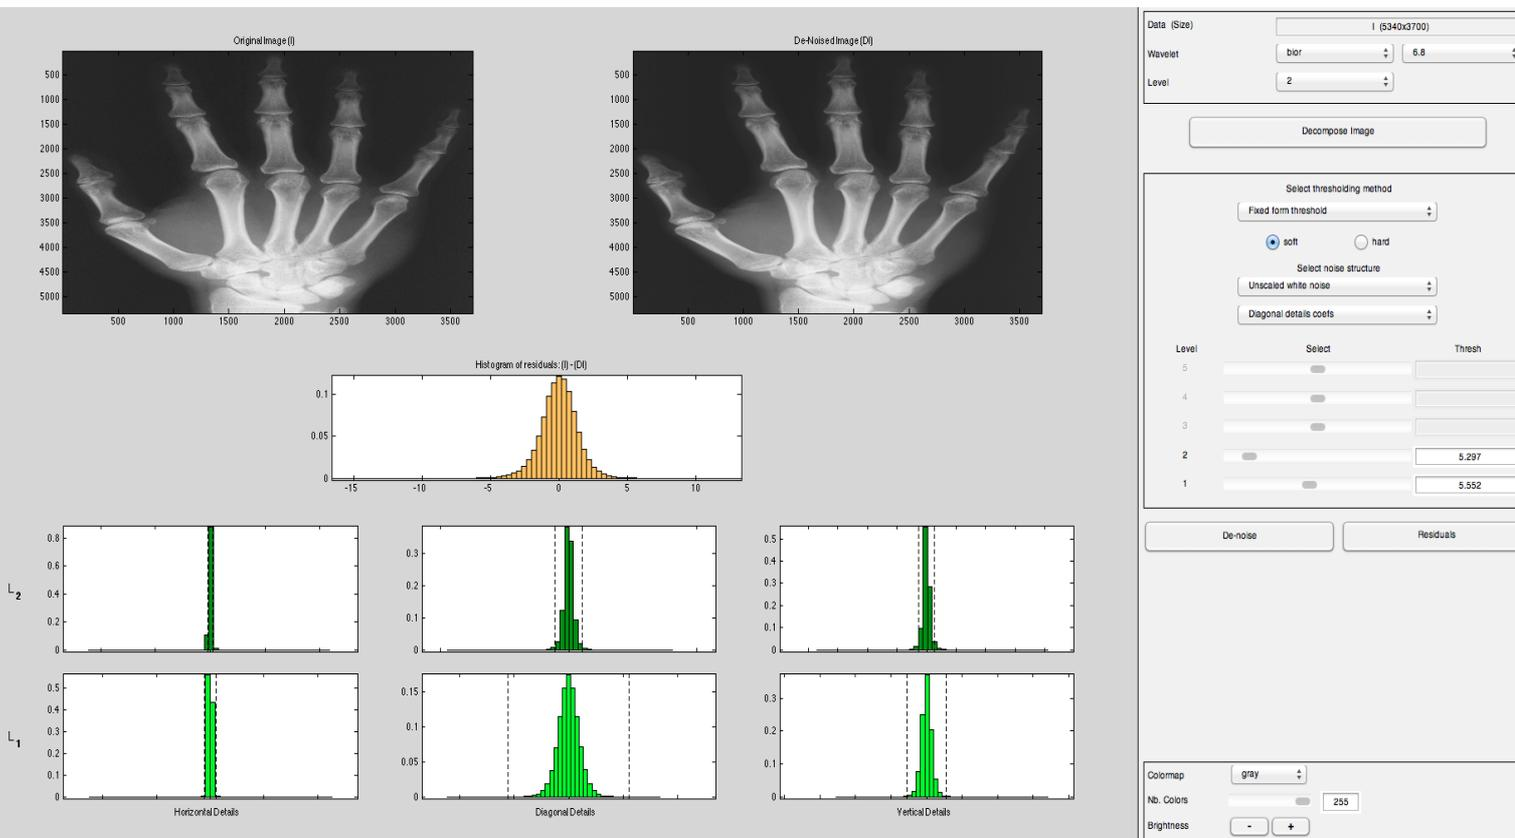 Original Image (I)
De-Noised Image (DI)
500
1000
1500
2000
2500
3000
3500
4000
4500
5000
500 1000 1500 2000 2500 3000 3500
500
1000
1500
2000
2500
3000
3500
4000
4500
5000
500 1000 1500 2000 2500 3000 3500
Histogram of residuals: (I) - (DI)
0.1
0.05
0
-15 -10 -5 0 5 10
L2
0.8
0.6
0.4
0.2
0
0.3
0.2
0.1
0
0.5
0.4
0.3
0.2
0.1
0
L1
0.5
0.4
0.3
0.2
0.1
0
Horizontal Details
0.15
0.1
0.05
0
Diagonal Details
0.3
0.2
0.1
0
Vertical Details
Data (Size) I (5340x3700)
Wavelet bior 6.8
Level 2
Decompose Image
Select thresholding method
Fixed form threshold
soft hard
Select noise structure
Unscaled white noise
Diagonal details coefs
Level Select Thresh
5
4
3
2 5.297
1 5.552
De-noise Residuals
Colormap gray
Nb. Colors 255
Brightness - +